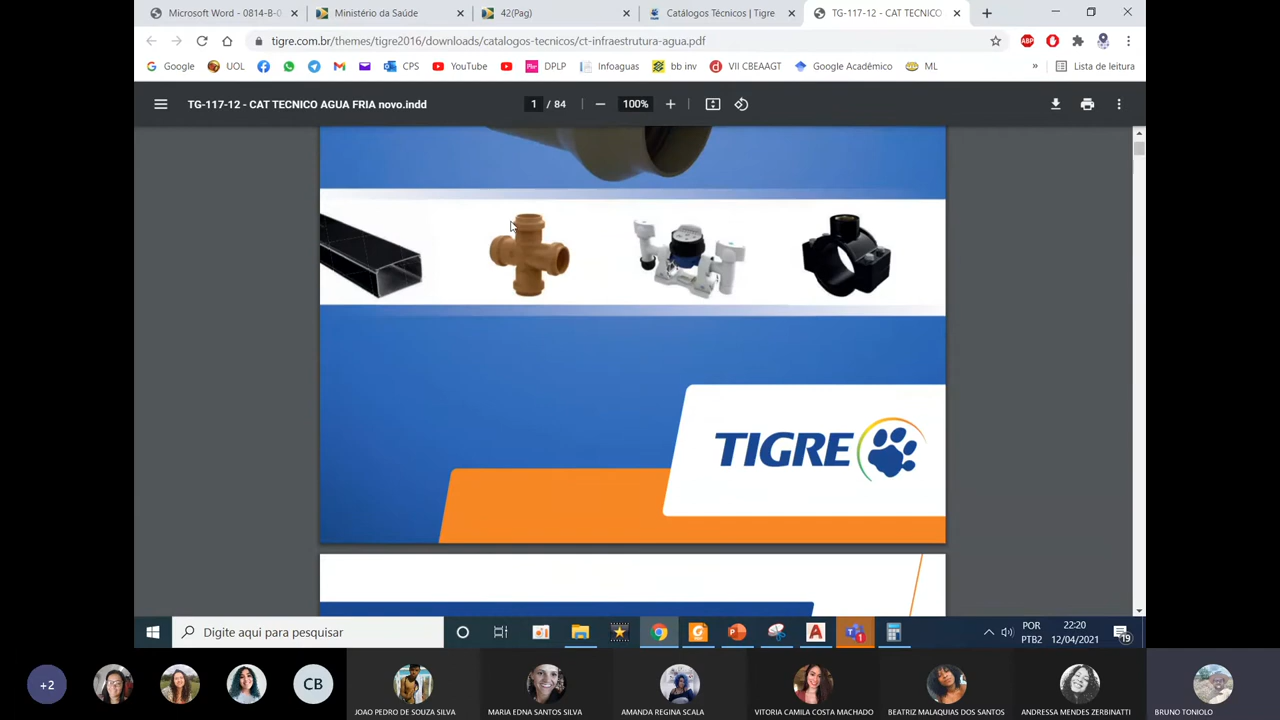 Microsoft Word - 0814-B-0
Ministério da Saúde
42(Pag)
Catálogos Técnicos | Tigre
TG-117-12 - CAT TECNICO
tigre.com.br/themes/tigre2016/downloads/catalogos-tecnicos/ct-infraestrutura-agua.pdf
ABP
Google
UOL
CPS
YouTube
DPLP
Infoaguas
bb inv
VII CBEAAGT
Google Acadêmico
ML
»
Lista de leitura
TG-117-12 - CAT TECNICO AGUA FRIA novo.indd
1 / 84
100%
TIGRE
Digite aqui para pesquisar
POR
PTB2
22:20
12/04/2021
19
+2
CB
JOAO PEDRO DE SOUZA SILVA
MARIA EDNA SANTOS SILVA
AMANDA REGINA SCALA
VITORIA CAMILA COSTA MACHADO
BEATRIZ MALAQUIAS DOS SANTOS
ANDRESSA MENDES ZERBINATTI
BRUNO TONIOLO